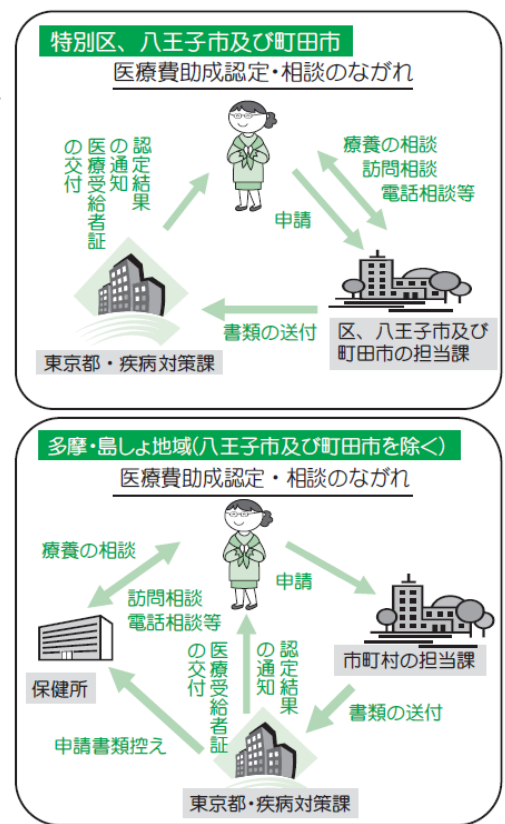 特別区、八王子市及び町田市
医療費助成認定・相談のながれ
認定結果
の通知
医療受給者証
の交付
療養の相談
訪問相談
電話相談等
申請
書類の送付
東京都・疾病対策課
区、八王子市及び
町田市の担当課
多摩・島しょ地域(八王子市及び町田市を除く)
医療費助成認定・相談のながれ
療養の相談
訪問相談
電話相談等
申請
保健所
認定結果
の通知
医療受給者証
の交付
市町村の担当課
書類の送付
申請書類控え
東京都・疾病対策課